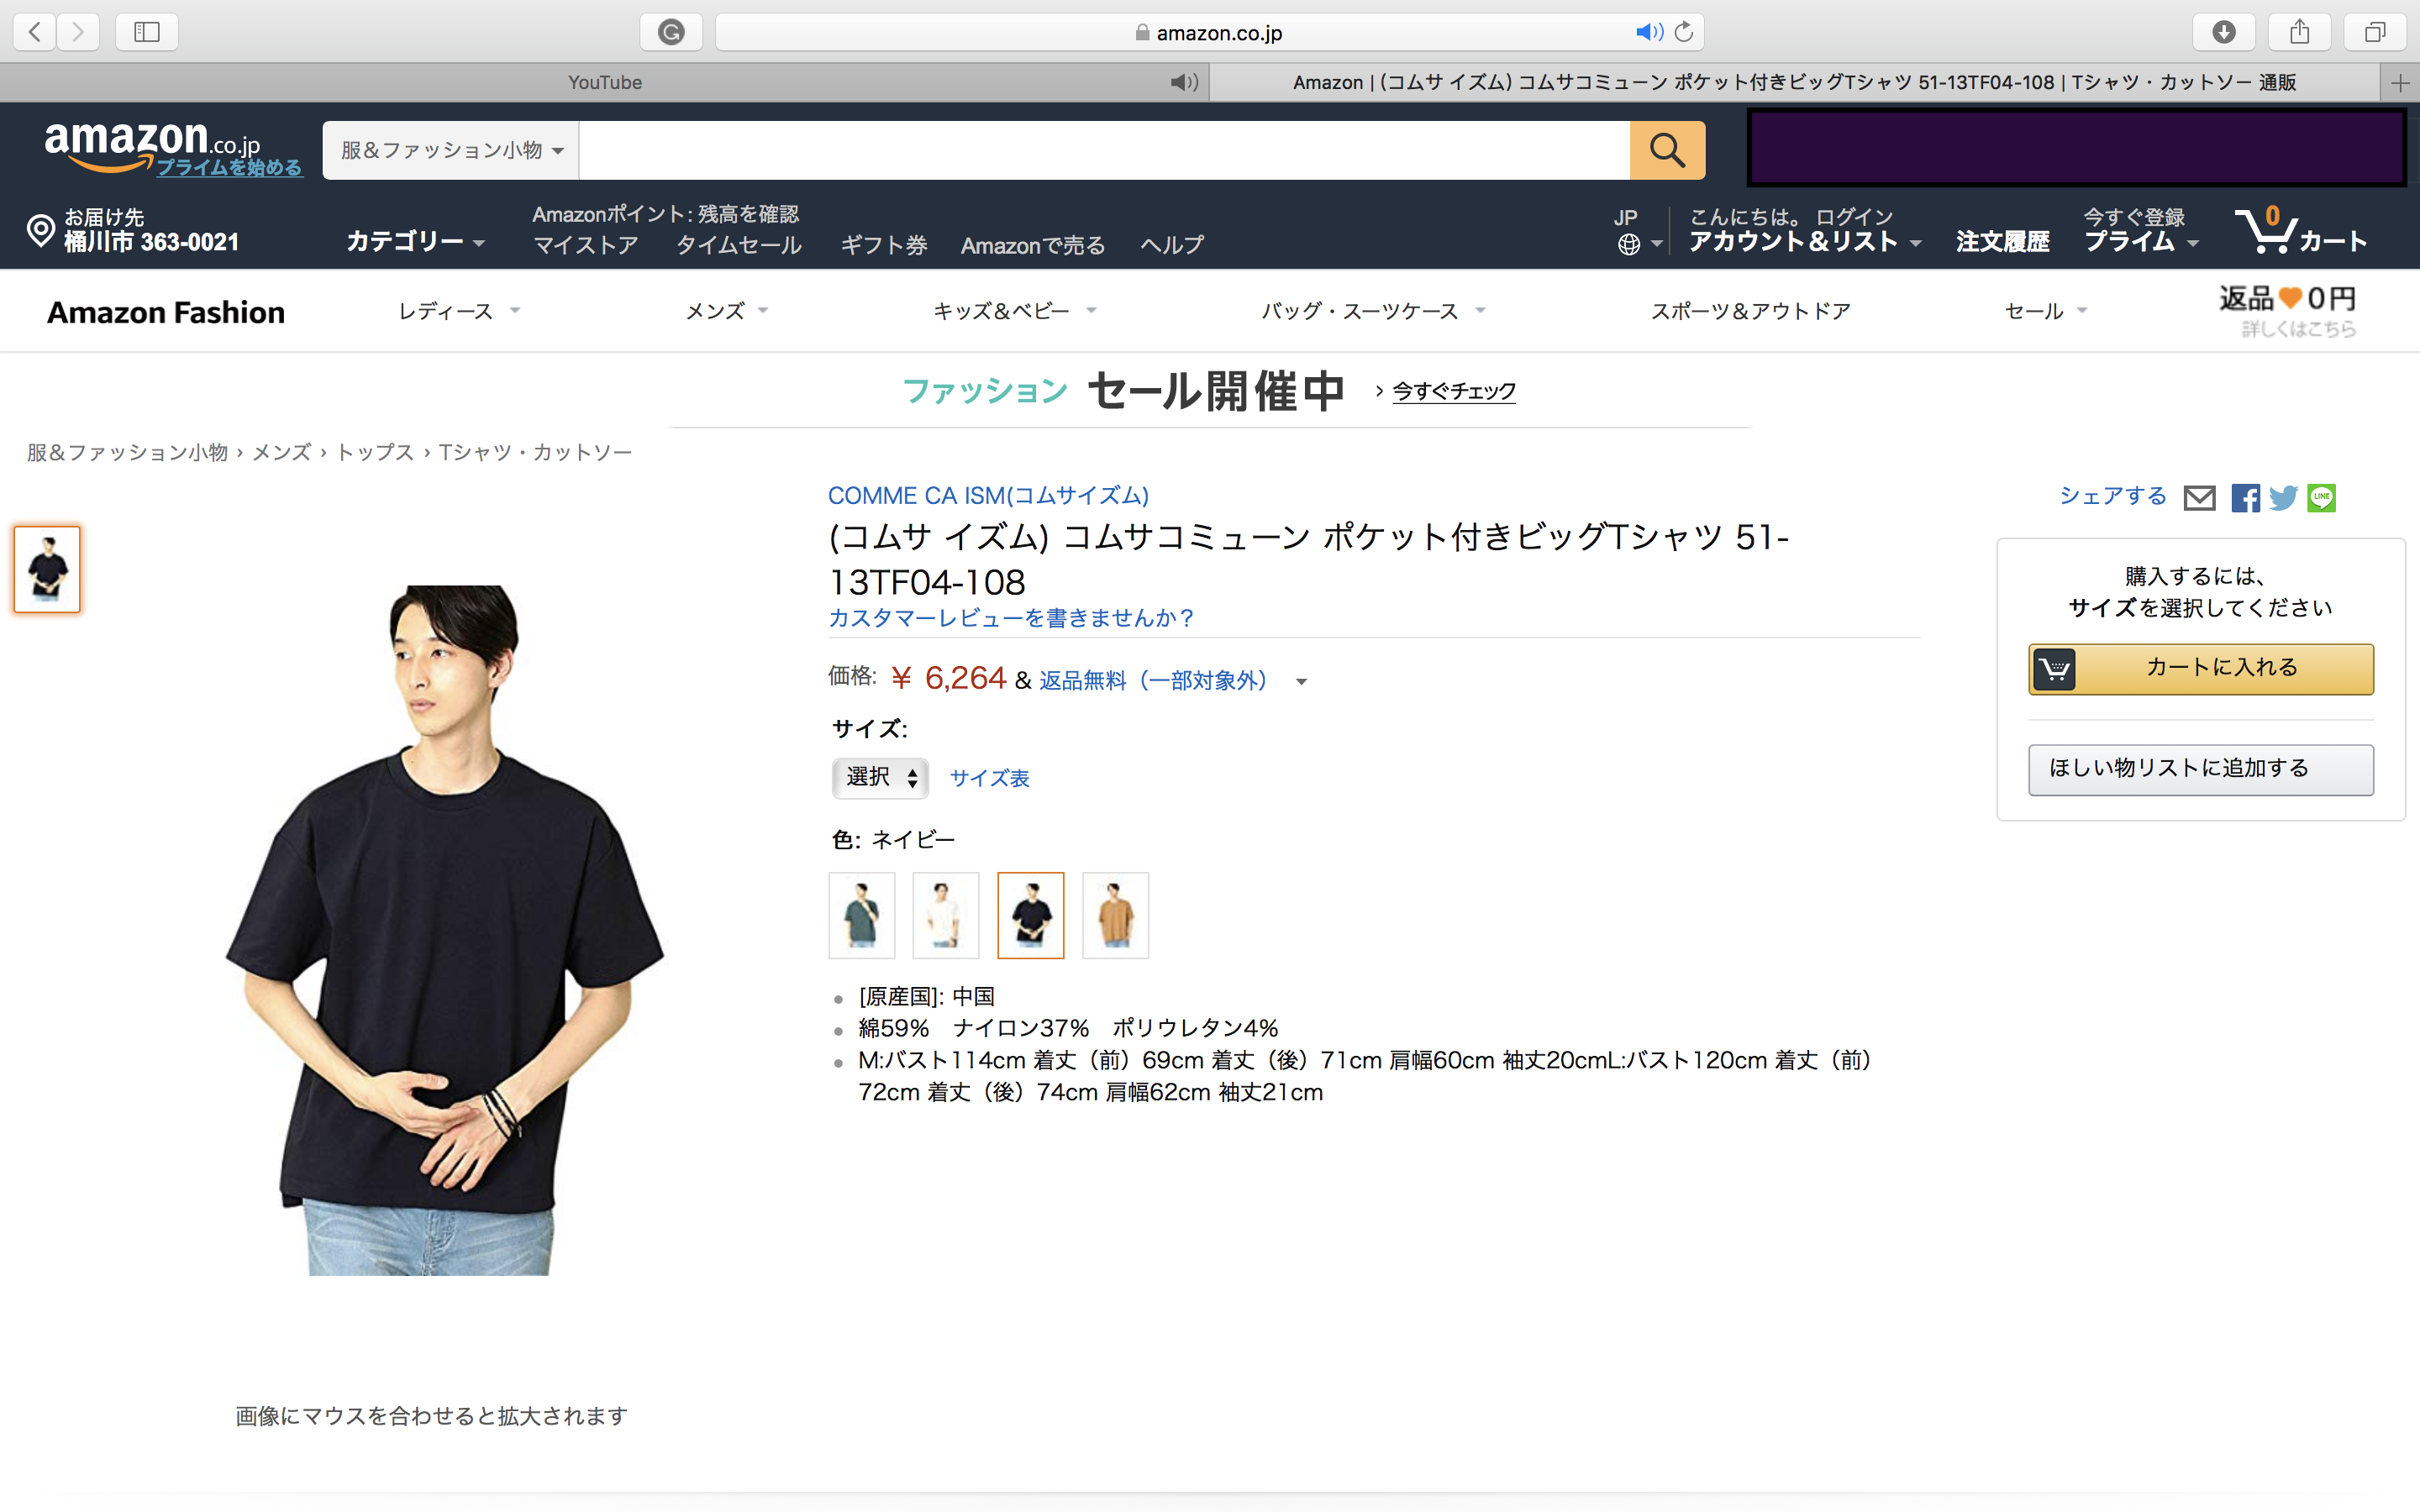 amazon.co.jp
YouTube
Amazon | (コムサ イズム) コムサコミューン ポケット付きビッグTシャツ 51-13TF04-108 | Tシャツ・カットソー 通販
amazon.co.jp
プライムを始める
服&ファッション小物
お届け先
桶川市 363-0021
カテゴリー
Amazonポイント: 残高を確認
マイストア タイムセール ギフト券 Amazonで売る ヘルプ
JP
こんにちは。 ログイン
アカウント&リスト
注文履歴
今すぐ登録
プライム
0
カート
Amazon Fashion
レディース メンズ キッズ&ベビー バッグ・スーツケース スポーツ&アウトドア セール
返品 0円
詳しくはこちら
ファッション セール開催中 › 今すぐチェック
服&ファッション小物 › メンズ › トップス › Tシャツ・カットソー
COMME CA ISM(コムサイズム)
(コムサ イズム) コムサコミューン ポケット付きビッグTシャツ 51-
13TF04-108
カスタマーレビューを書きませんか?
価格: ¥ 6,264 & 返品無料(一部対象外)
サイズ:
選択 サイズ表
色: ネイビー
[原産国]: 中国
綿59% ナイロン37% ポリウレタン4%
M:バスト114cm 着丈(前)69cm 着丈(後)71cm 肩幅60cm 袖丈20cmL:バスト120cm 着丈(前)
72cm 着丈(後)74cm 肩幅62cm 袖丈21cm
シェアする
LINE
購入するには、
サイズを選択してください
カートに入れる
ほしい物リストに追加する
画像にマウスを合わせると拡大されます